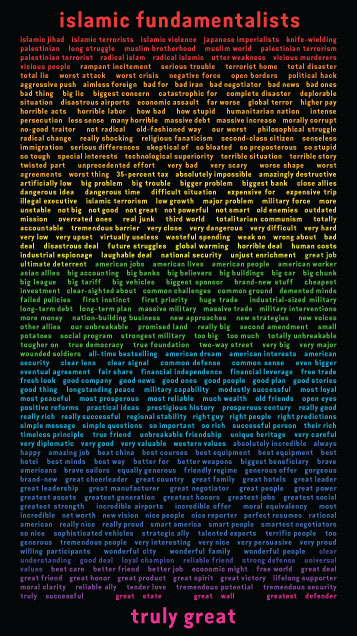 islamic fundamentalists
islamic jihad islamic terrorists islamic violence japanese imperialists knife-wielding
palestinian long struggle muslim brotherhood muslim world palestinian terrorism
palestinian terrorist radical islam radical islamic utter weakness vicious murderers
vicious people rampant incitement serious trouble terrorist home total disaster
total lie worst attack worst crisis negative force open borders political hack
aggressive push aimless foreign bad for bad iran bad negotiator bad news bad ones
bad thing big lie biggest concern catastrophic for complete disaster deplorable
situation disastrous airports economic assault far worse global terror higher pay
horrible acts horrible labor how bad how stupid humanitarian nation intense
persecution less sense many horrible massive debt massive increase morally corrupt
no-good traitor not radical old-fashioned way our worst philosophical struggle
radical change really shocking religious fanaticism second-class citizen senseless
immigration serious differences skeptical of so bloated so preposterous so stupid
so tough special interests technological superiority terrible situation terrible story
twisted part unprecedented effort very bad very scary worse shape worst
agreements worst thing 35-percent tax absolutely impossible amazingly destructive
artificially low big problem big trouble bigger problem biggest bank close allies
dangerous idea dangerous time difficult situation expensive for expensive trip
illegal executive islamic terrorism low growth major problem military force more
unstable not big not good not great not powerful not smart old enemies outdated
mission overrated ones real junk third world totalitarian communism totally
accountable tremendous barrier very close very dangerous very difficult very hard
very low very upset virtually useless wasteful spending weak on wrong about bad
deal disastrous deal future struggles global warming horrible deal human costs
industrial espionage laughable deal national security unjust enrichment great job
ultimate deterrent american jobs american lives american people american worker
asian allies big accounting big banks big believers big buildings big car big chunk
big league big tariff big vehicles biggest sponsor brand-new stuff cheapest
investment clear-sighted about common challenges common ground demented minds
failed policies first instinct first priority huge trade industrial-sized military
long-term debt long-term plan massive military massive trade military interventions
more money nation-building business new approaches new strategies new voices
other allies our unbreakable promised land really big second amendment small
potatoes social program strongest military too big too much totally unbreakable
tougher on true democracy true foundation two-way street very big very major
wounded soldiers all-time bestselling american dream american interests american
security clear lens clear signal common defense common sense even bigger
eventual agreement fair share financial independence financial leverage free trade
fresh look good company good news good ones good people good plan good stories
good thing longstanding peace military capability modestly successful most loyal
most peaceful most prosperous most reliable much wealth old friends open eyes
positive reforms practical ideas prestigious history prosperous century really good
really rich really successful regional stability right guy right people right predictions
simple message simple questions so important so rich successful person their rich
timeless principle true friend unbreakable friendship unique heritage very careful
very diplomatic very good very valuable western values absolutely incredible always
happy amazing job beat china best courses best equipment best equipment best
hotel best minds best way better for better weapons biggest beneficiary brave
americans brave sailors equally generous friendly regime generous offer gorgeous
brand-new great cheerleader great country great family great hotels great leader
great leadership great manufacturer great negotiator great people great power
greatest assets greatest generation greatest honors greatest jobs greatest social
greatest strength incredible airports incredible offer moral equivalency most
incredible net worth new vision nice people nice reporter perfect resumes rational
american really nice really proud smart america smart people smartest negotiators
so nice sophisticated vehicles strategic ally talented experts terrific people too
generous tremendous people very interesting very nice very persuasive very proud
willing participants wonderful city wonderful family wonderful people clear
understanding good deal loyal champion reliable friend strong defense universal
values best care better friend better job economic might free world great deal
great friend great honor great product great spirit great victory lifelong supporter
moral clarity reliable ally tender love tremendous potential tremendous security
truly successful great state great wall greatest defender
truly great